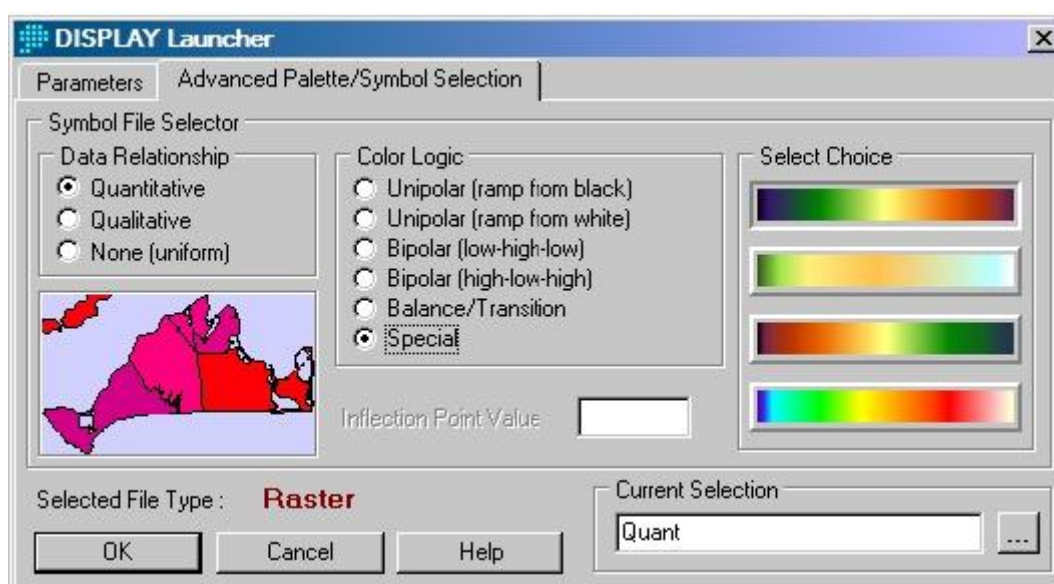 DISPLAY Launcher
Parameters
Advanced Palette/Symbol Selection
Symbol File Selector
Data Relationship
Quantitative
Qualitative
None (uniform)
Color Logic
Unipolar (ramp from black)
Unipolar (ramp from white)
Bipolar (low-high-low)
Bipolar (high-low-high)
Balance/Transition
Special
Inflection Point Value
Select Choice
Selected File Type : Raster
Current Selection
Quant
...
OK
Cancel
Help